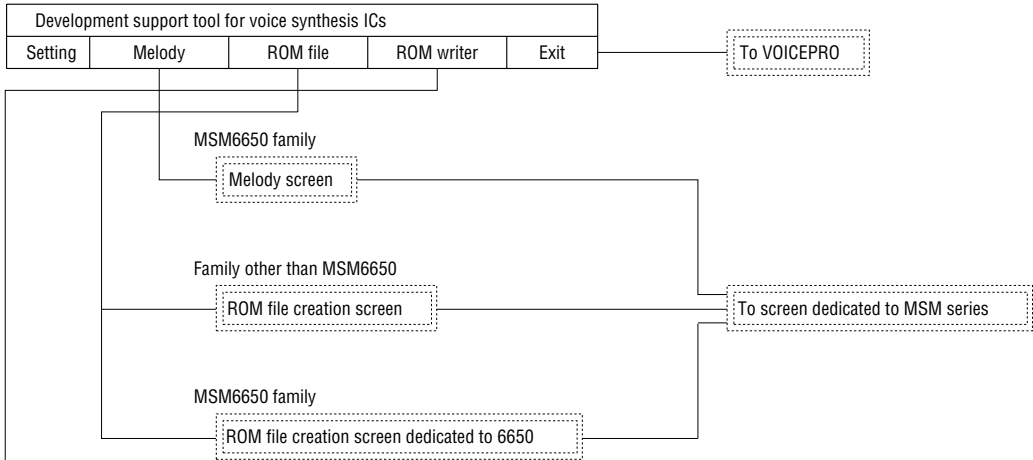 Development support tool for voice synthesis ICs
Setting Melody ROM file ROM writer Exit
To VOICEPRO
MSM6650 family
Melody screen
Family other than MSM6650
ROM file creation screen
To screen dedicated to MSM series
MSM6650 family
ROM file creation screen dedicated to 6650